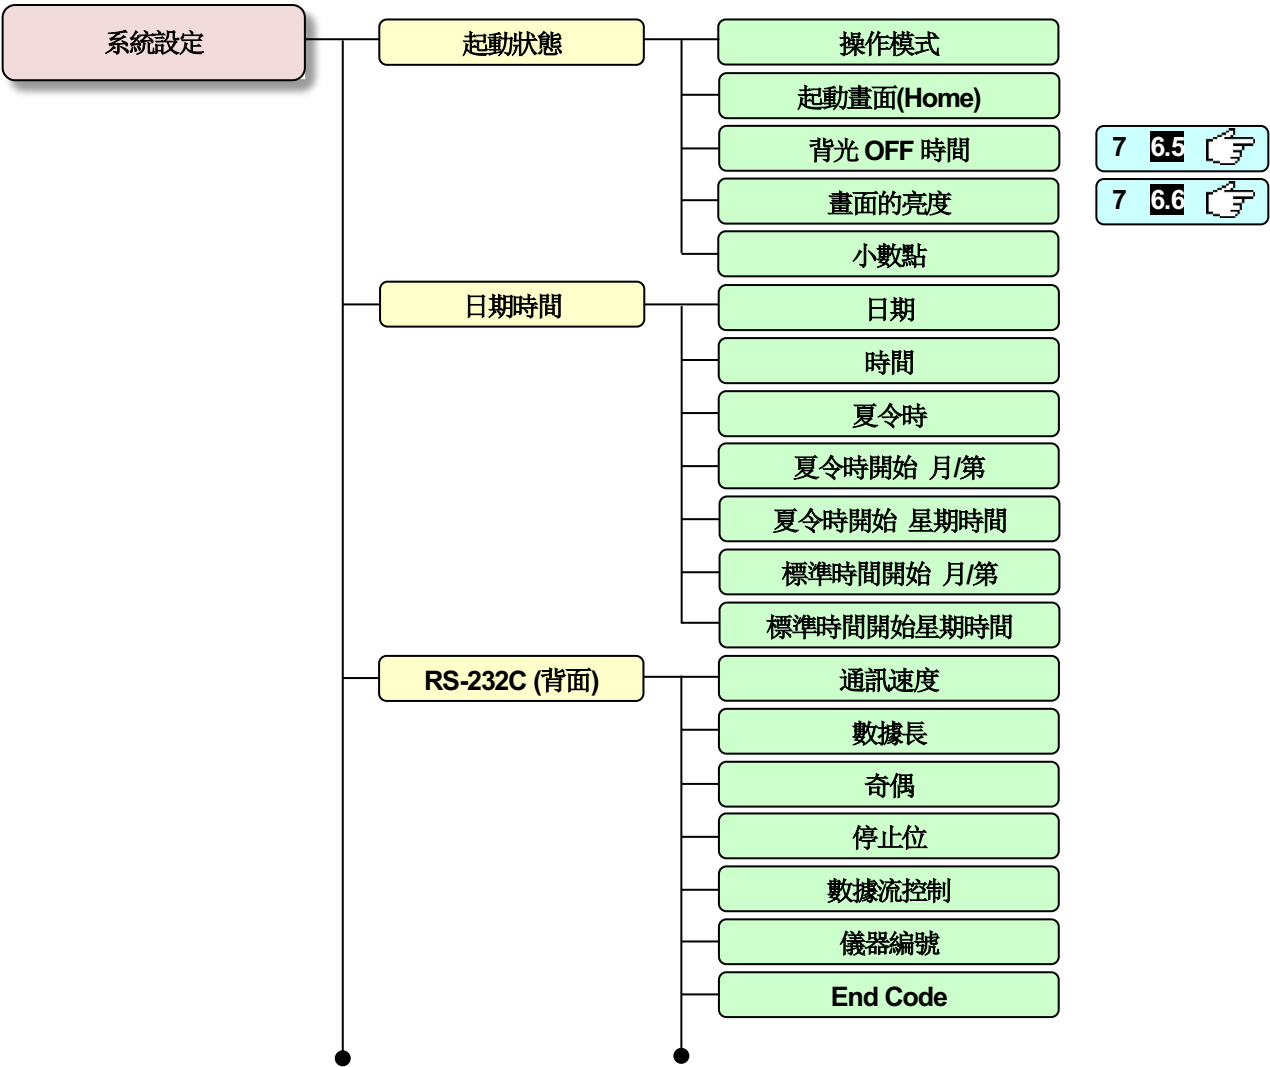 系統設定
起動狀態
操作模式
起動畫面(Home)
背光 OFF 時間
7 6.5
畫面的亮度
7 6.6
小數點
日期時間
日期
時間
夏令時
夏令時開始 月/第
夏令時開始 星期時間
標準時間開始 月/第
標準時間開始星期時間
RS-232C (背面)
通訊速度
數據長
奇偶
停止位
數據流控制
儀器編號
End Code